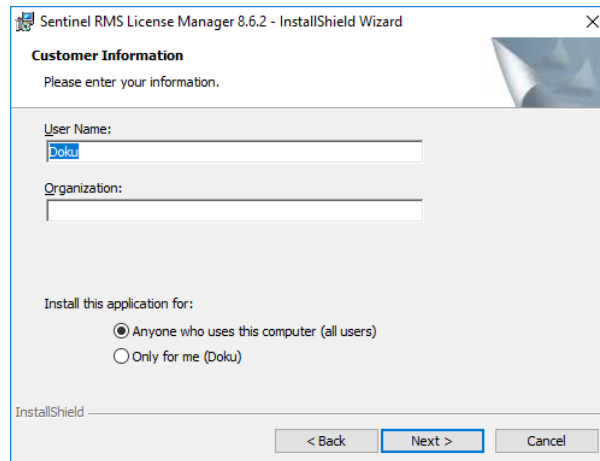 Sentinel RMS License Manager 8.6.2 - InstallShield Wizard
Customer Information
Please enter your information.
User Name:
Doku
Organization:
Install this application for:
Anyone who uses this computer (all users)
Only for me (Doku)
InstallShield
< Back Next > Cancel